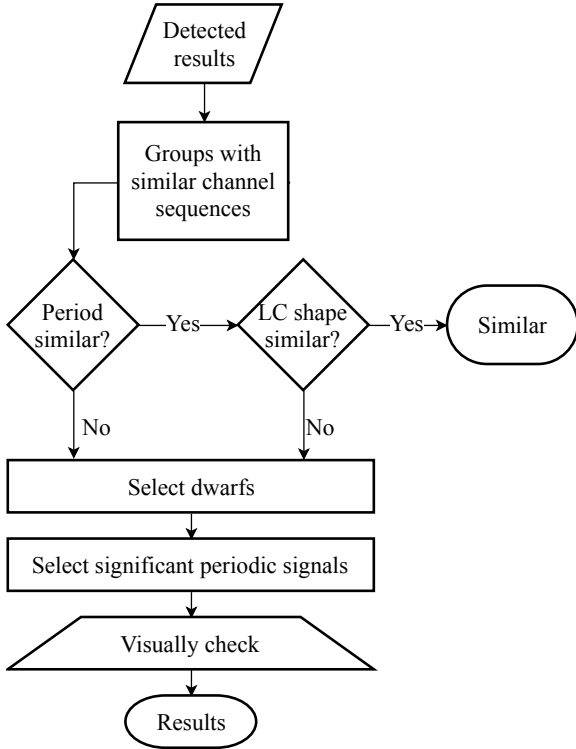 Detected
results
Groups with
similar channel
sequences
Period
similar?
Yes
LC shape
similar?
Yes
Similar
No
No
Select dwarfs
Select significant periodic signals
Visually check
Results